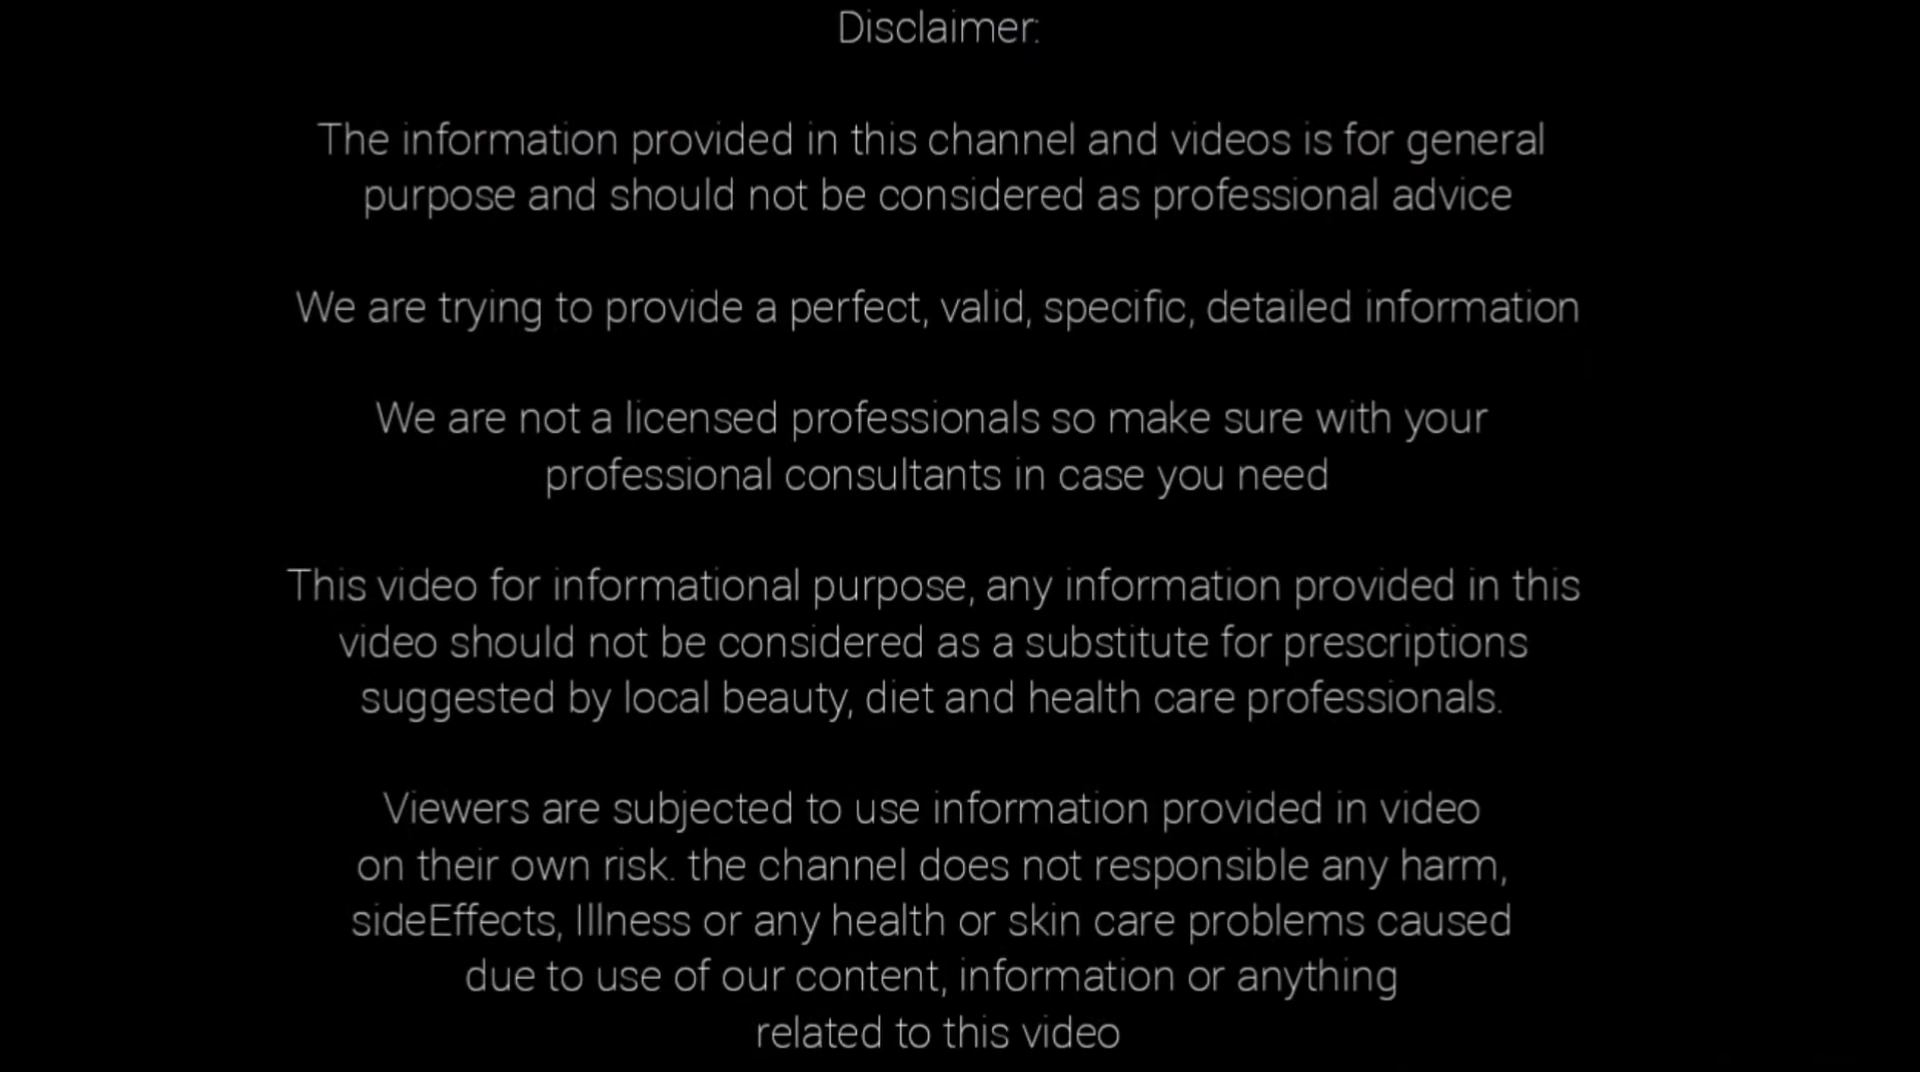 Disclaimer:
The information provided in this channel and videos is for general
purpose and should not be considered as professional advice
We are trying to provide a perfect, valid, specific, detailed information
We are not a licensed professionals so make sure with your
professional consultants in case you need
This video for informational purpose, any information provided in this
video should not be considered as a substitute for prescriptions
suggested by local beauty, diet and health care professionals.
Viewers are subjected to use information provided in video
on their own risk. the channel does not responsible any harm,
sideEffects, Illness or any health or skin care problems caused
due to use of our content, information or anything
related to this video